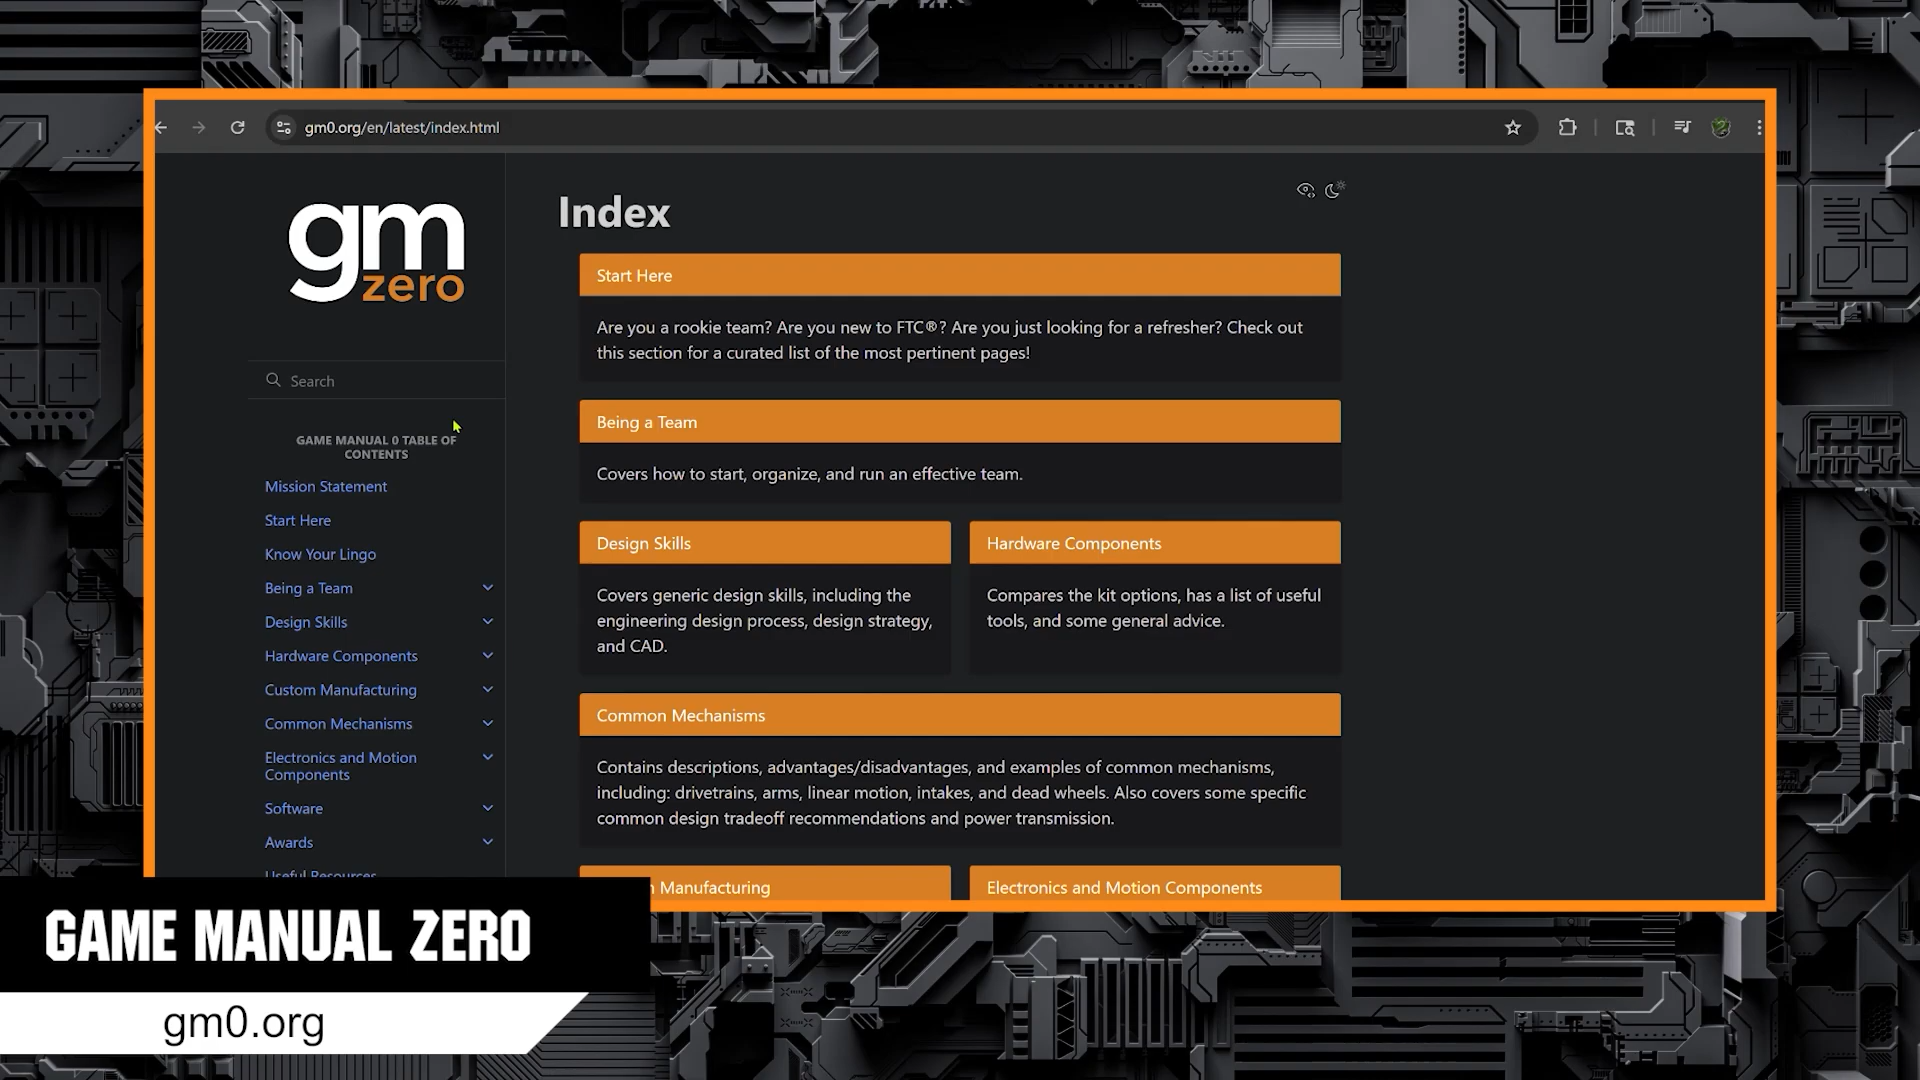 gm0.org/en/latest/index.html
gm
zero
Search
GAME MANUAL 0 TABLE OF
CONTENTS
Mission Statement
Start Here
Know Your Lingo
Being a Team
Design Skills
Hardware Components
Custom Manufacturing
Common Mechanisms
Electronics and Motion
Components
Software
Awards
Useful Resources
Index
Start Here
Are you a rookie team? Are you new to FTC®? Are you just looking for a refresher? Check out
this section for a curated list of the most pertinent pages!
Being a Team
Covers how to start, organize, and run an effective team.
Design Skills
Covers generic design skills, including the
engineering design process, design strategy,
and CAD.
Hardware Components
Compares the kit options, has a list of useful
tools, and some general advice.
Common Mechanisms
Contains descriptions, advantages/disadvantages, and examples of common mechanisms,
including: drivetrains, arms, linear motion, intakes, and dead wheels. Also covers some specific
common design tradeoff recommendations and power transmission.
Manufacturing
Electronics and Motion Components
GAME MANUAL ZERO
gm0.org